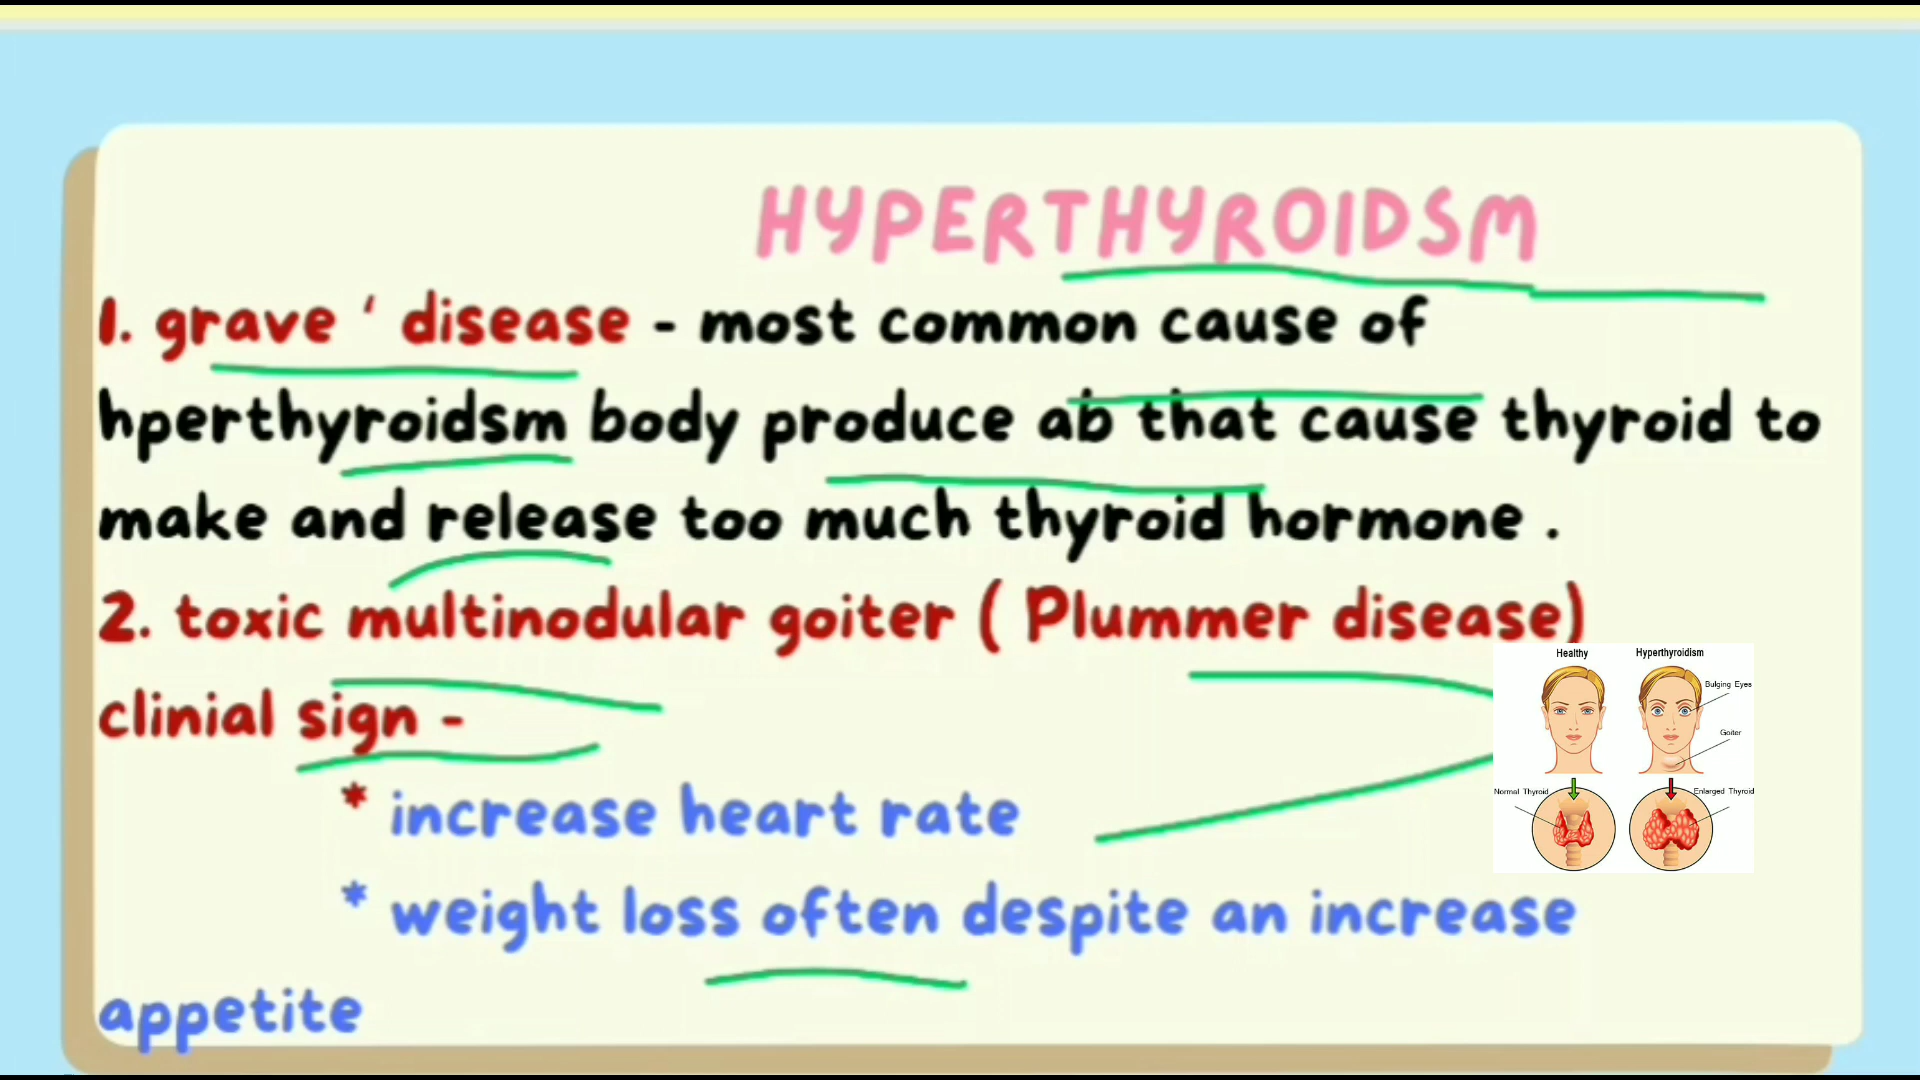 HYPERTHYROIDSM
1. grave ' disease - most common cause of
hperthyroidsm body produce ab that cause thyroid to
make and release too much thyroid hormone .
2. toxic multinodular goiter ( Plummer disease)
clinial sign -
* increase heart rate
* weight loss often despite an increase
appetite
Healthy Hyperthyroidism
Bulging Eyes
Goiter
Normal Thyroid Enlarged Thyroid